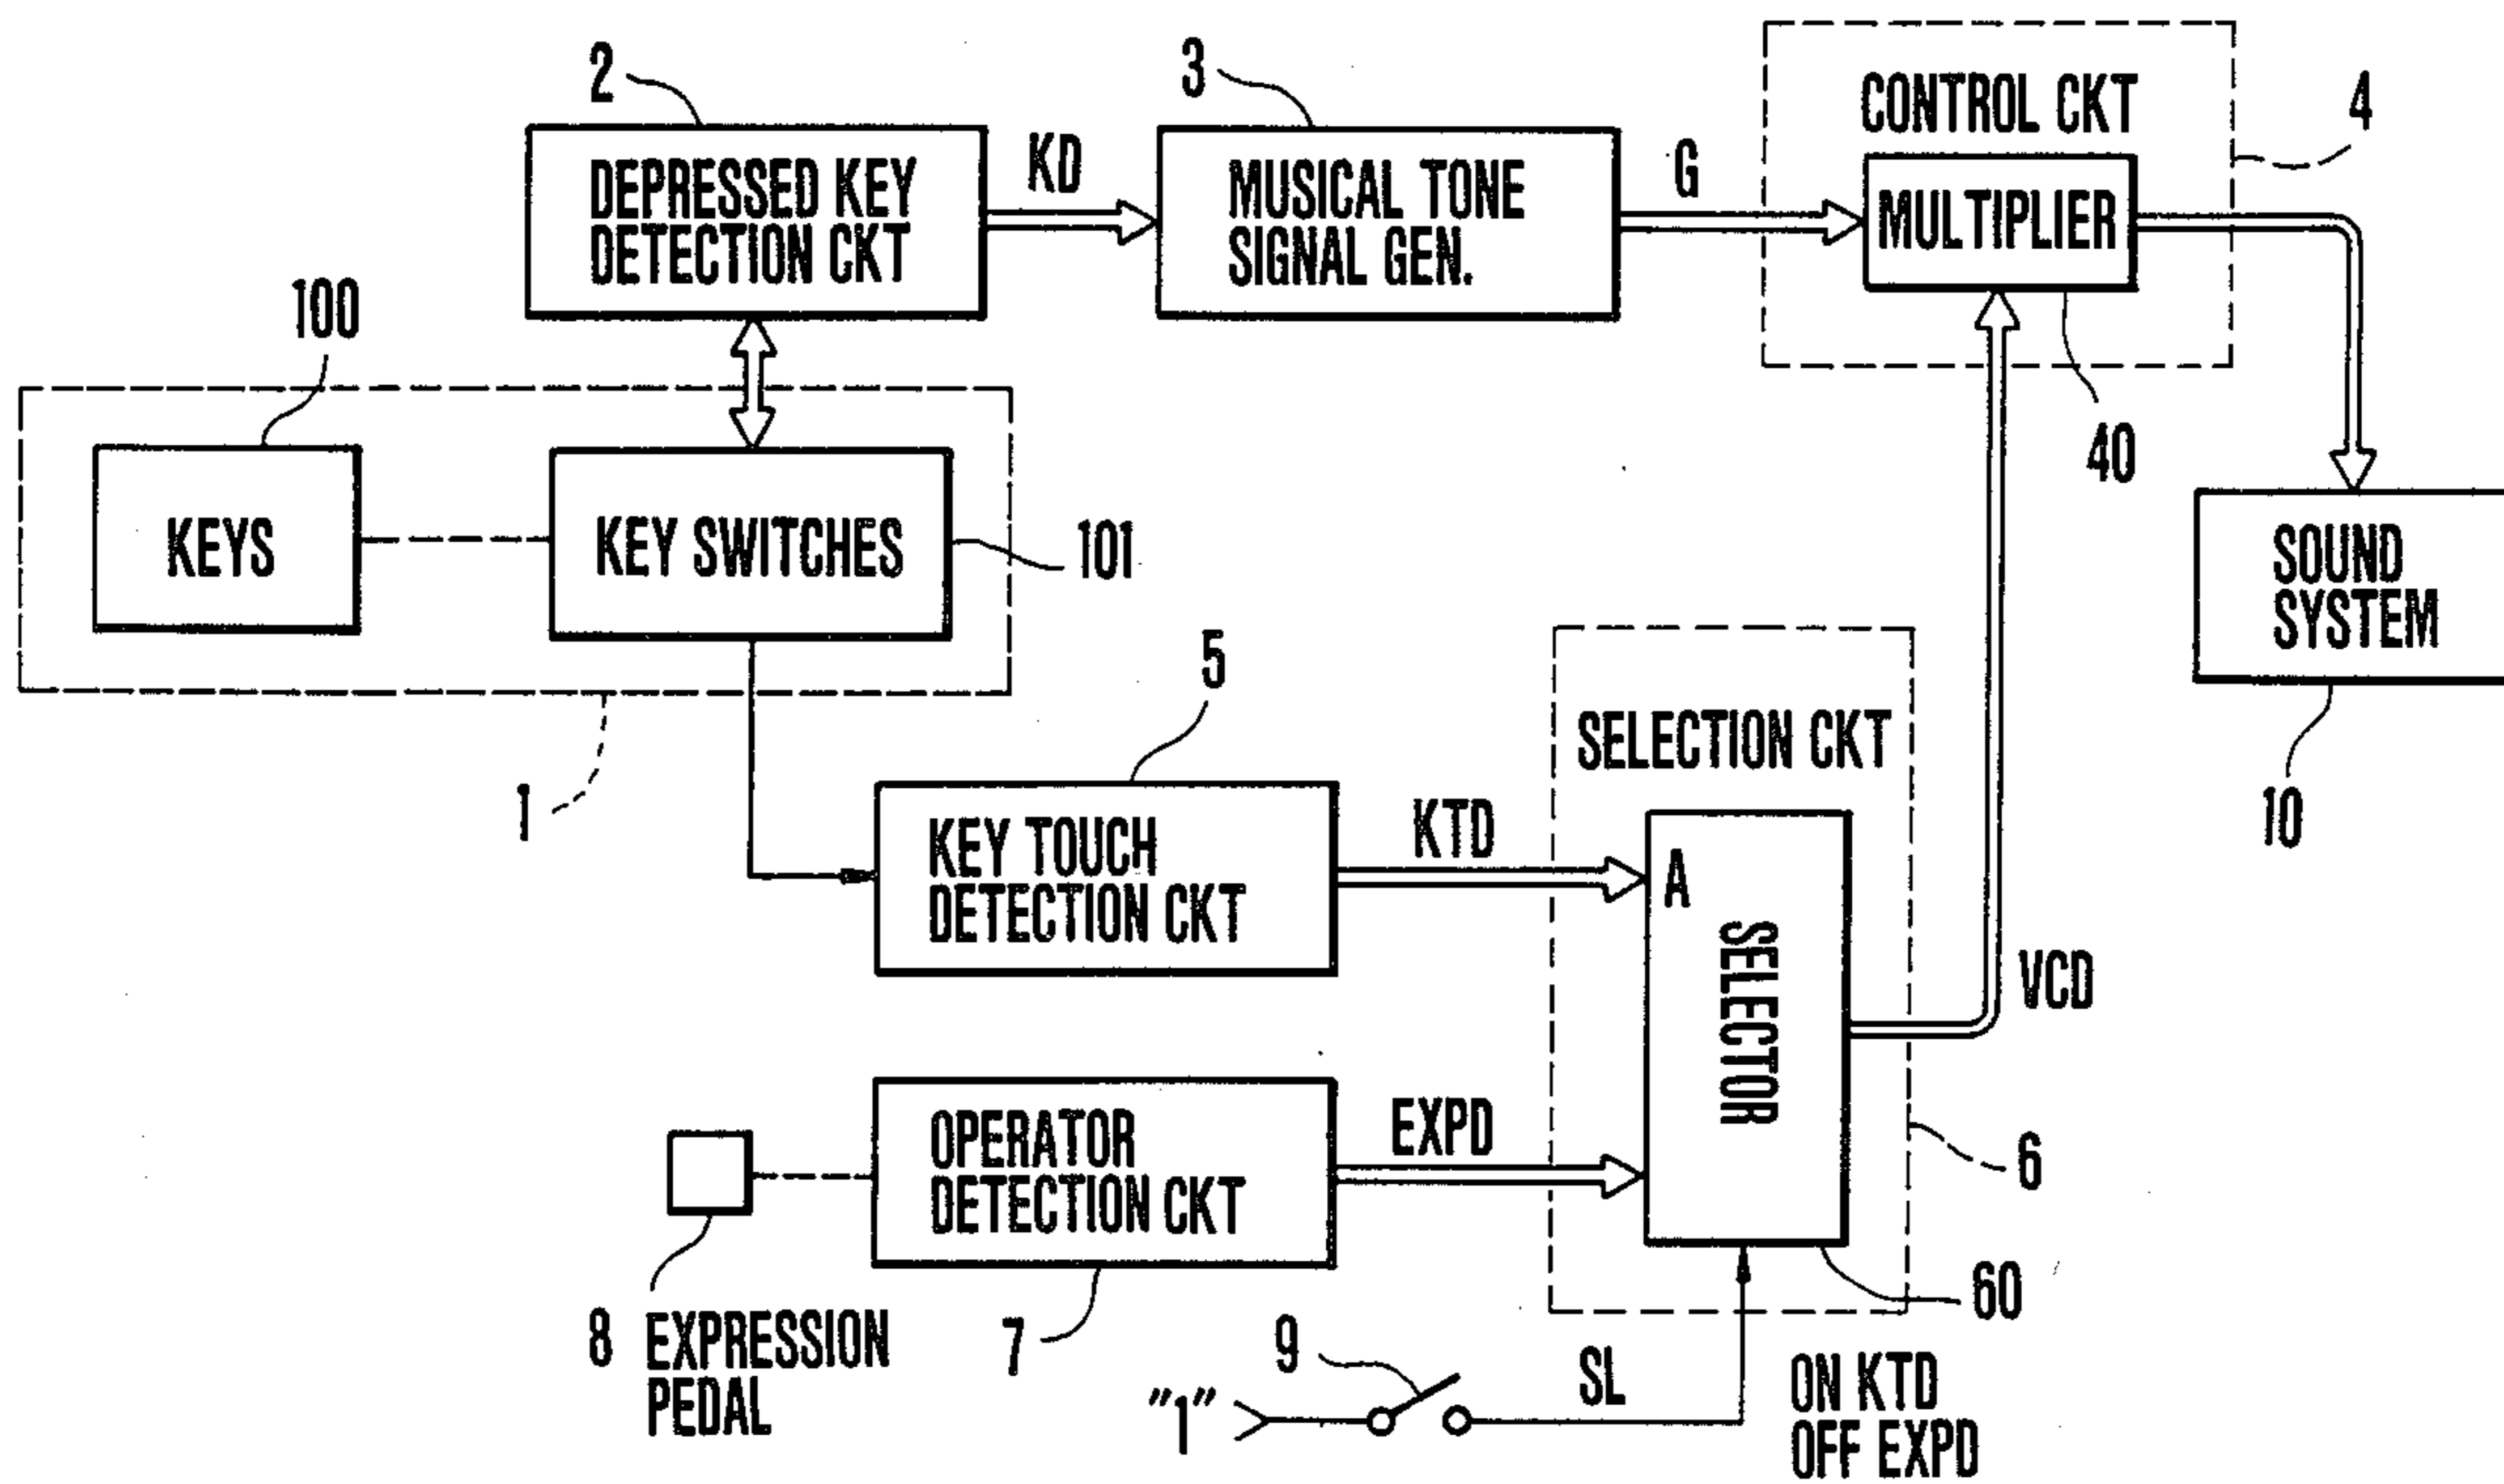 2
3
4
CONTROL CKT
KD
G
DEPRESSED KEY
DETECTION CKT
MUSICAL TONE
SIGNAL GEN.
MULTIPLIER
100
40
KEYS
KEY SWITCHES
101
SOUND
SYSTEM
5
SELECTION CKT
1
10
KTD
KEY TOUCH
DETECTION CKT
A
SELECTOR
VCD
EXPD
OPERATOR
DETECTION CKT
6
60
8 EXPRESSION
PEDAL
7
9
SL
"1"
ON KTD
OFF EXPD